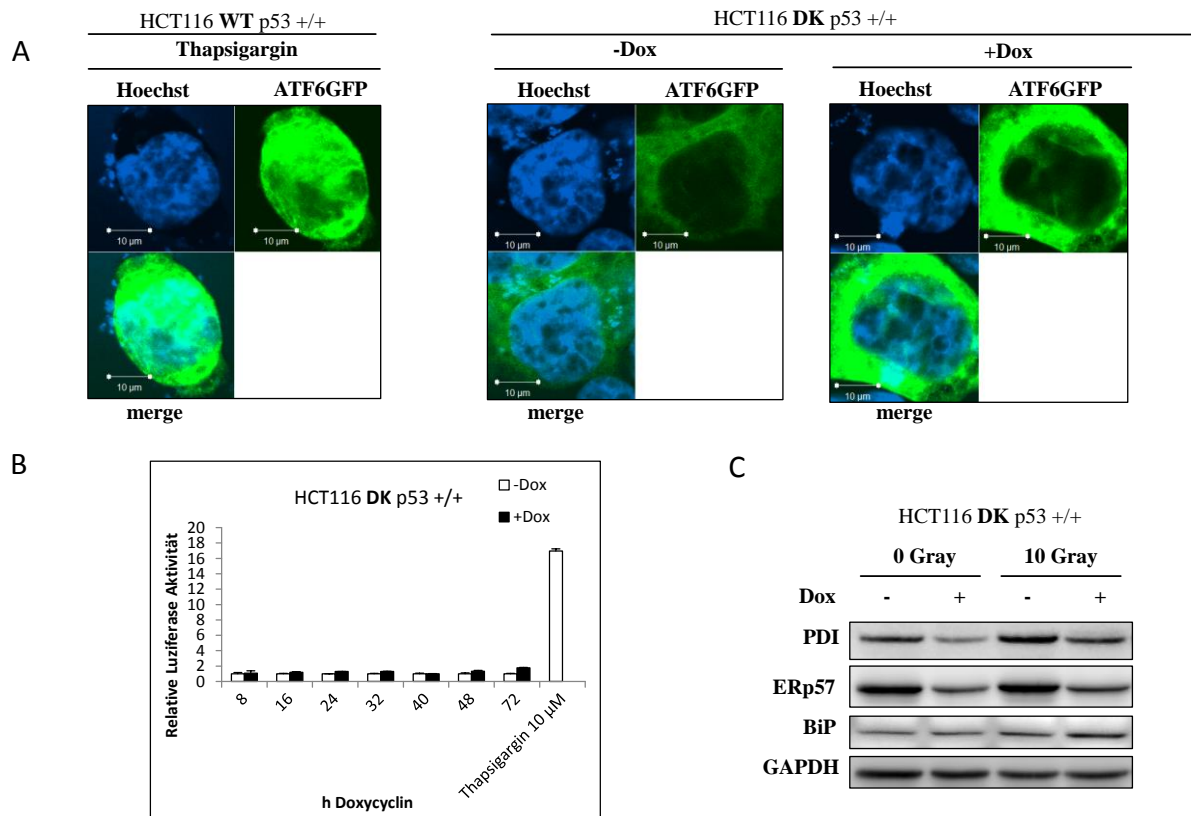 A
HCT116 WT p53 +/+
Thapsigargin
Hoechst ATF6GFP
10 µm 10 µm
10 µm
merge
HCT116 DK p53 +/+
-Dox +Dox
Hoechst ATF6GFP Hoechst ATF6GFP
10 µm 10 µm 10 µm 10 µm
10 µm 10 µm
merge merge
B
HCT116 DK p53 +/+
-Dox
+Dox
Relative Luziferase Aktivität
20
18
16
14
12
10
8
6
4
2
0
8 16 24 32 40 48 72 Thapsigargin 10 µM
h Doxycyclin
C
HCT116 DK p53 +/+
0 Gray 10 Gray
Dox - + - +
PDI
ERp57
BiP
GAPDH